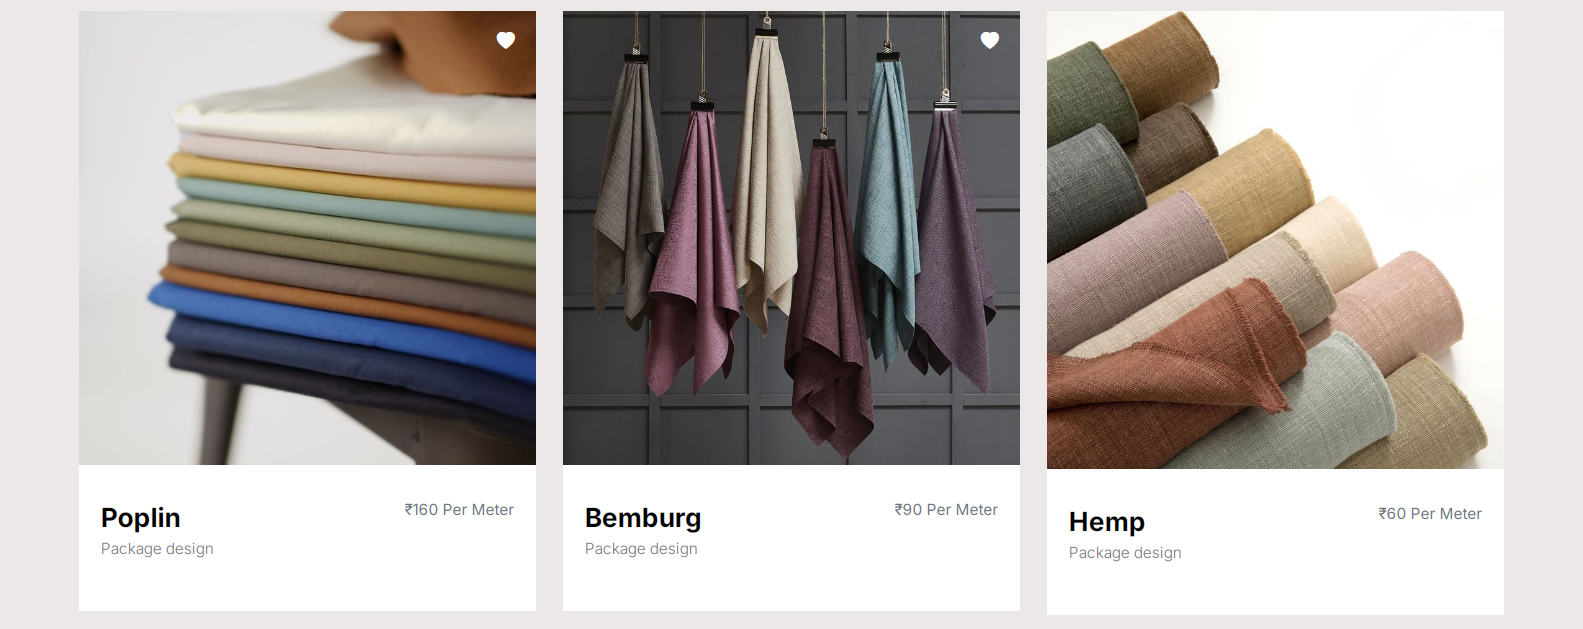 Poplin
₹160 Per Meter
Package design
Bemburg
₹90 Per Meter
Package design
Hemp
₹60 Per Meter
Package design